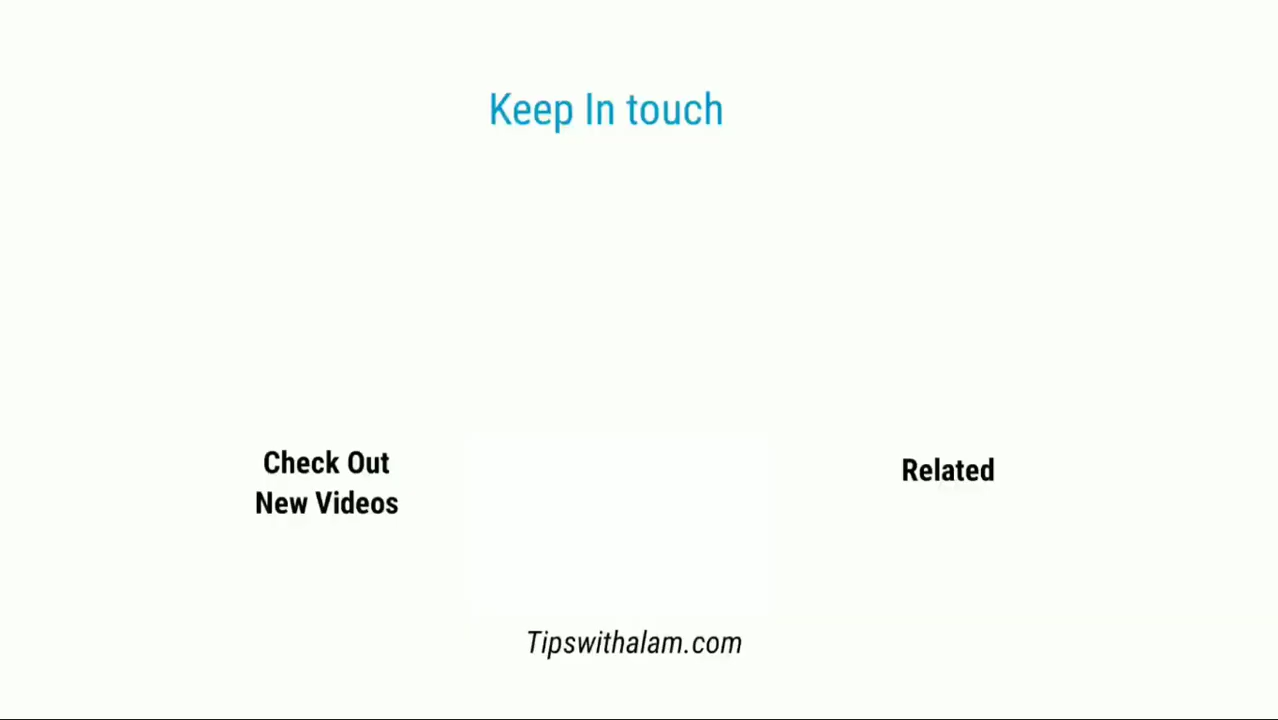 Keep In touch
Check Out
New Videos
Related
Tipswithalam.com